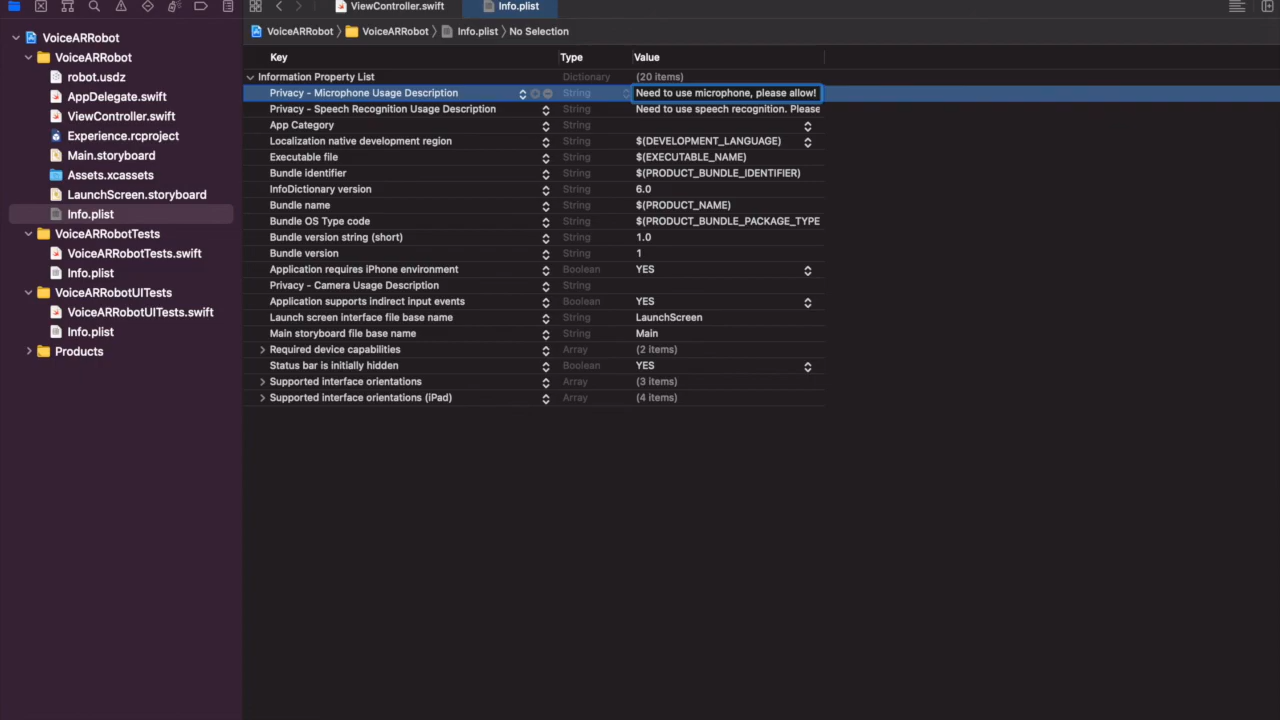 ViewController.swift
Info.plist
VoiceARRobot
VoiceARRobot
Info.plist
No Selection
VoiceARRobot
VoiceARRobot
robot.usdz
AppDelegate.swift
ViewController.swift
Experience.rcproject
Main.storyboard
Assets.xcassets
LaunchScreen.storyboard
Info.plist
VoiceARRobotTests
VoiceARRobotTests.swift
Info.plist
VoiceARRobotUITests
VoiceARRobotUITests.swift
Info.plist
Products
Key Type Value
Information Property List Dictionary (20 items)
Privacy - Microphone Usage Description String Need to use microphone, please allow!
Privacy - Speech Recognition Usage Description String Need to use speech recognition. Please
App Category String
Localization native development region String $(DEVELOPMENT_LANGUAGE)
Executable file String $(EXECUTABLE_NAME)
Bundle identifier String $(PRODUCT_BUNDLE_IDENTIFIER)
InfoDictionary version String 6.0
Bundle name String $(PRODUCT_NAME)
Bundle OS Type code String $(PRODUCT_BUNDLE_PACKAGE_TYPE
Bundle version string (short) String 1.0
Bundle version String 1
Application requires iPhone environment Boolean YES
Privacy - Camera Usage Description String
Application supports indirect input events Boolean YES
Launch screen interface file base name String LaunchScreen
Main storyboard file base name String Main
Required device capabilities Array (2 items)
Status bar is initially hidden Boolean YES
Supported interface orientations Array (3 items)
Supported interface orientations (iPad) Array (4 items)